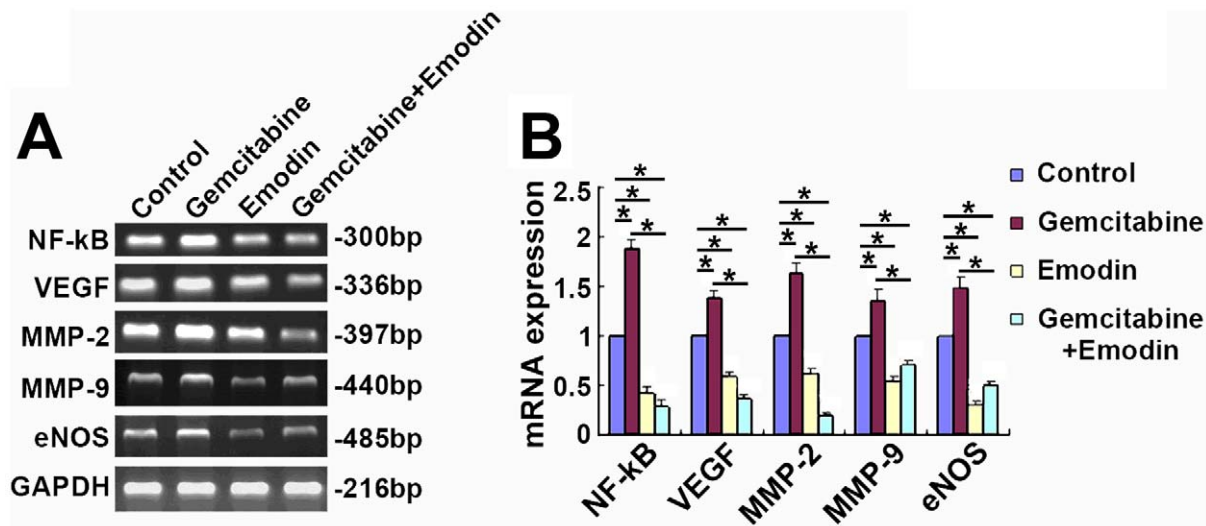 A
Control
Gemcitabine
Emodin
Gemcitabine+Emodin
NF-kB -300bp
VEGF -336bp
MMP-2 -397bp
MMP-9 -440bp
eNOS -485bp
GAPDH -216bp
B
mRNA expression
2.5
2
1.5
1
0.5
0
* * * *
* * * *
* * * *
* * * *
* * * *
NF-kB
VEGF
MMP-2
MMP-9
eNOS
Control
Gemcitabine
Emodin
Gemcitabine
+Emodin